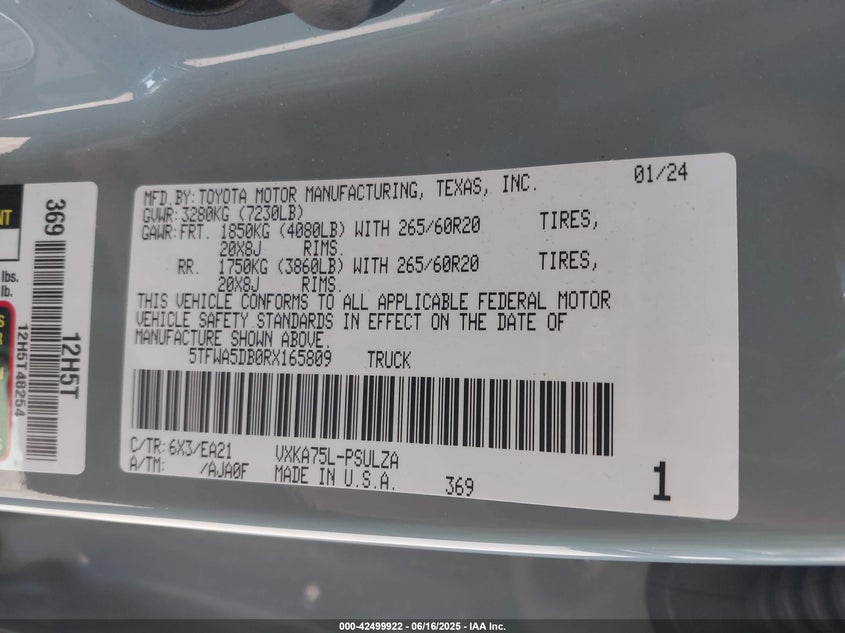 MFD.BY:TOYOTA MOTOR MANUFACTURING, TEXAS, INC. 01/24
GVWR:3280KG (7230LB)
GAWR:FRT. 1850KG (4080LB) WITH 265/60R20 TIRES,
20X8J RIMS.
RR. 1750KG (3860LB) WITH 265/60R20 TIRES,
20X8J RIMS.
THIS VEHICLE CONFORMS TO ALL APPLICABLE FEDERAL MOTOR
VEHICLE SAFETY STANDARDS IN EFFECT ON THE DATE OF
MANUFACTURE SHOWN ABOVE.
5TFWA5DB0RX165809 TRUCK
C/TR:6X3/EA21 VXKA75L-PSULZA
A/TM: /AJA0F MADE IN U.S.A. 369 1
369
12H5T
12H5T48254
lbs.
lb.
000-42499922 - 06/16/2025 - IAA Inc.